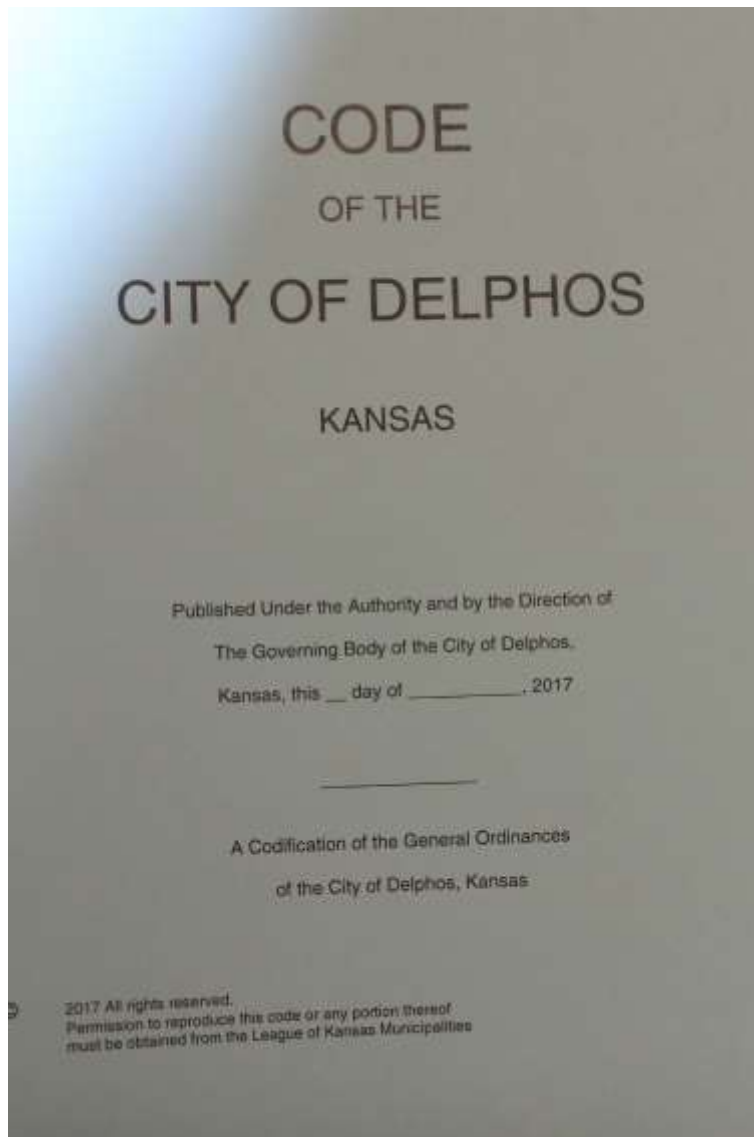 CODE
OF THE
CITY OF DELPHOS
KANSAS
Published Under the Authority and by the Direction of
The Governing Body of the City of Delphos,
Kansas, this __ day of __________, 2017
A Codification of the General Ordinances
of the City of Delphos, Kansas
© 2017 All rights reserved.
Permission to reproduce this code or any portion thereof
must be obtained from the League of Kansas Municipalities